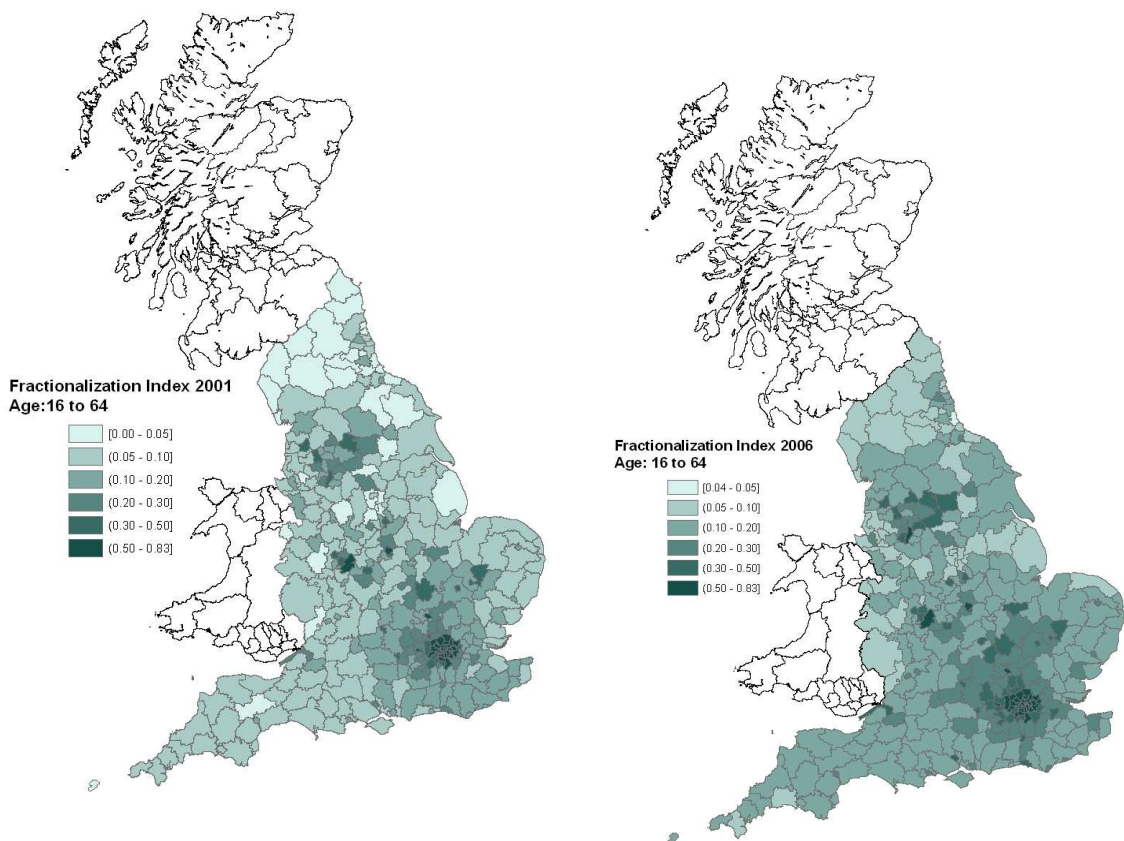 Fractionalization Index 2001
Age:16 to 64
[0.00 - 0.05]
(0.05 - 0.10]
(0.10 - 0.20]
(0.20 - 0.30]
(0.30 - 0.50]
(0.50 - 0.83]
Fractionalization Index 2006
Age: 16 to 64
[0.04 - 0.05]
(0.05 - 0.10]
(0.10 - 0.20]
(0.20 - 0.30]
(0.30 - 0.50]
(0.50 - 0.83]